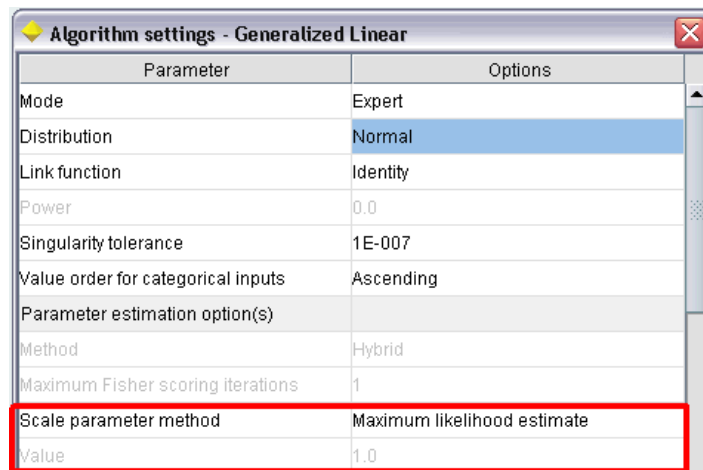 Algorithm settings - Generalized Linear
Parameter Options
Mode Expert
Distribution Normal
Link function Identity
Power 0.0
Singularity tolerance 1E-007
Value order for categorical inputs Ascending
Parameter estimation option(s)
Method Hybrid
Maximum Fisher scoring iterations 1
Scale parameter method Maximum likelihood estimate
Value 1.0